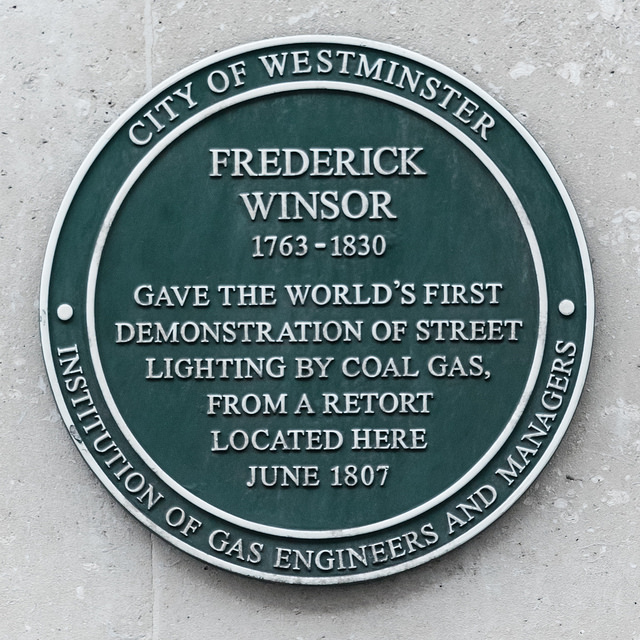 CITY OF WESTMINSTER
FREDERICK
WINSOR
1763-1830
GAVE THE WORLD'S FIRST
DEMONSTRATION OF STREET
LIGHTING BY COAL GAS,
FROM A RETORT
LOCATED HERE
JUNE 1807
INSTITUTION OF GAS ENGINEERS AND MANAGERS